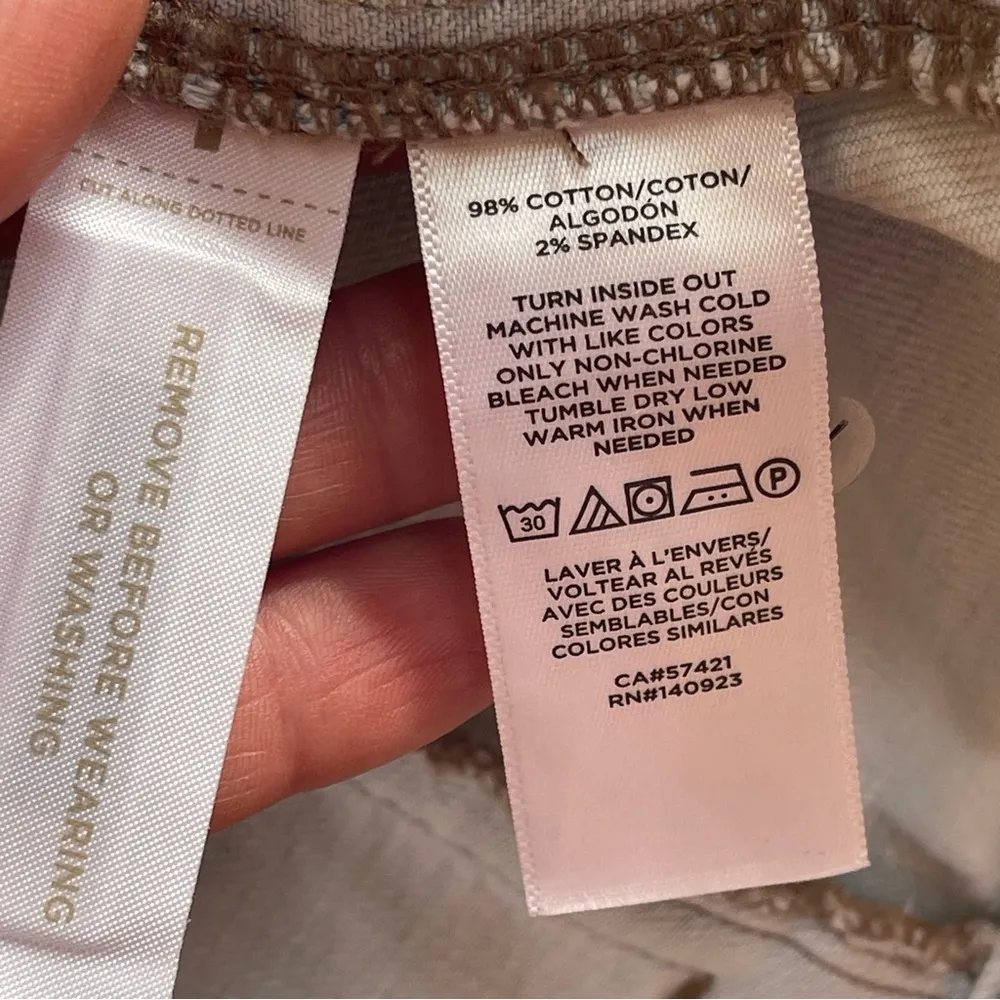 CUT ALONG DOTTED LINE
REMOVE BEFORE WEARING
OR WASHING
98% COTTON/COTON/
ALGODÓN
2% SPANDEX
TURN INSIDE OUT
MACHINE WASH COLD
WITH LIKE COLORS
ONLY NON-CHLORINE
BLEACH WHEN NEEDED
TUMBLE DRY LOW
WARM IRON WHEN
NEEDED
30 P
LAVER À L'ENVERS/
VOLTEAR AL REVÉS
AVEC DES COULEURS
SEMBLABLES/CON
COLORES SIMILARES
CA#57421
RN#140923